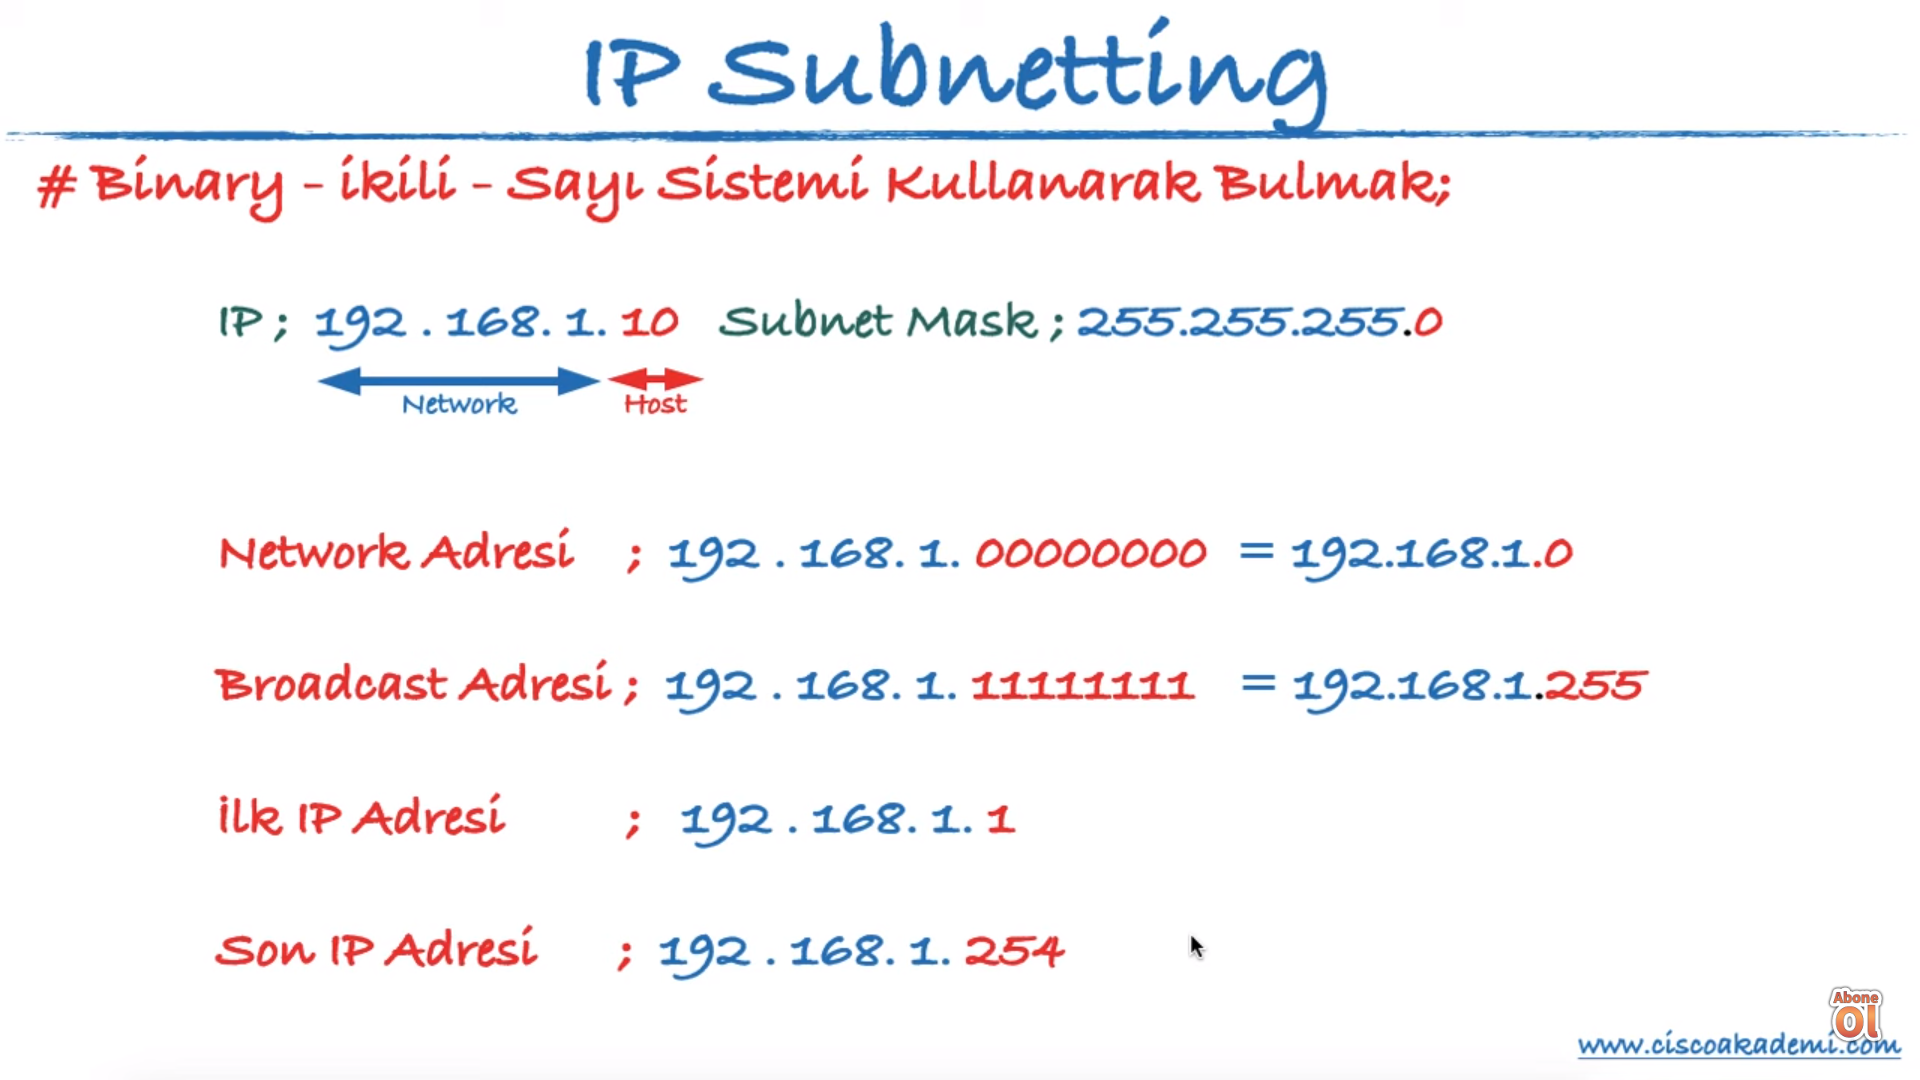 IP Subnetting
# Binary - ikili - Sayı Sistemi Kullanarak Bulmak;
IP ; 192 . 168. 1. 10 Subnet Mask ; 255.255.255.0
Network Host
Network Adresi ; 192 . 168. 1. 00000000 = 192.168.1.0
Broadcast Adresi ; 192 . 168. 1. 11111111 = 192.168.1.255
İlk IP Adresi ; 192 . 168. 1. 1
Son IP Adresi ; 192 . 168. 1. 254
Abone
Ol
www.ciscoakademi.com